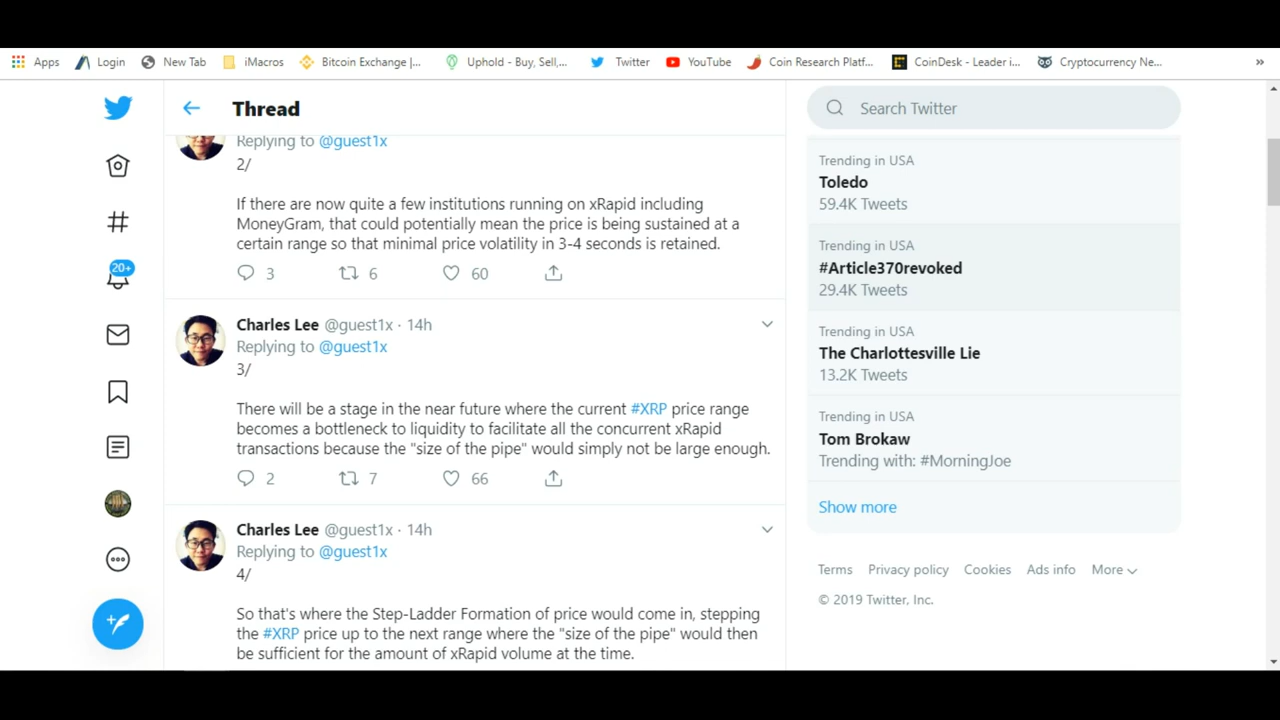 Apps Login New Tab iMacros Bitcoin Exchange |... Uphold - Buy, Sell,... Twitter YouTube Coin Research Platf... CoinDesk - Leader i... Cryptocurrency Ne... »
Thread
Replying to @guest1x
2/
If there are now quite a few institutions running on xRapid including
MoneyGram, that could potentially mean the price is being sustained at a
certain range so that minimal price volatility in 3-4 seconds is retained.
3 6 60
Charles Lee @guest1x · 14h
Replying to @guest1x
3/
There will be a stage in the near future where the current #XRP price range
becomes a bottleneck to liquidity to facilitate all the concurrent xRapid
transactions because the "size of the pipe" would simply not be large enough.
2 7 66
Charles Lee @guest1x · 14h
Replying to @guest1x
4/
So that's where the Step-Ladder Formation of price would come in, stepping
the #XRP price up to the next range where the "size of the pipe" would then
be sufficient for the amount of xRapid volume at the time.
20+
Search Twitter
Trending in USA
Toledo
59.4K Tweets
Trending in USA
#Article370revoked
29.4K Tweets
Trending in USA
The Charlottesville Lie
13.2K Tweets
Trending in USA
Tom Brokaw
Trending with: #MorningJoe
Show more
Terms Privacy policy Cookies Ads info More
© 2019 Twitter, Inc.